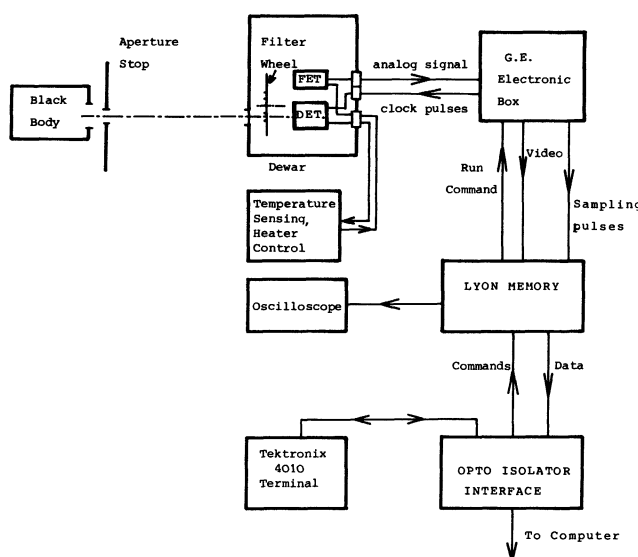 Aperture
Stop
Filter
Wheel
FET
DET.
Black
Body
Dewar
analog signal
clock pulses
G.E.
Electronic
Box
Temperature
Sensing,
Heater
Control
Run
Command
Video
Sampling
pulses
Oscilloscope
LYON MEMORY
Commands
Data
Tektronix
4010
Terminal
OPTO ISOLATOR
INTERFACE
To Computer